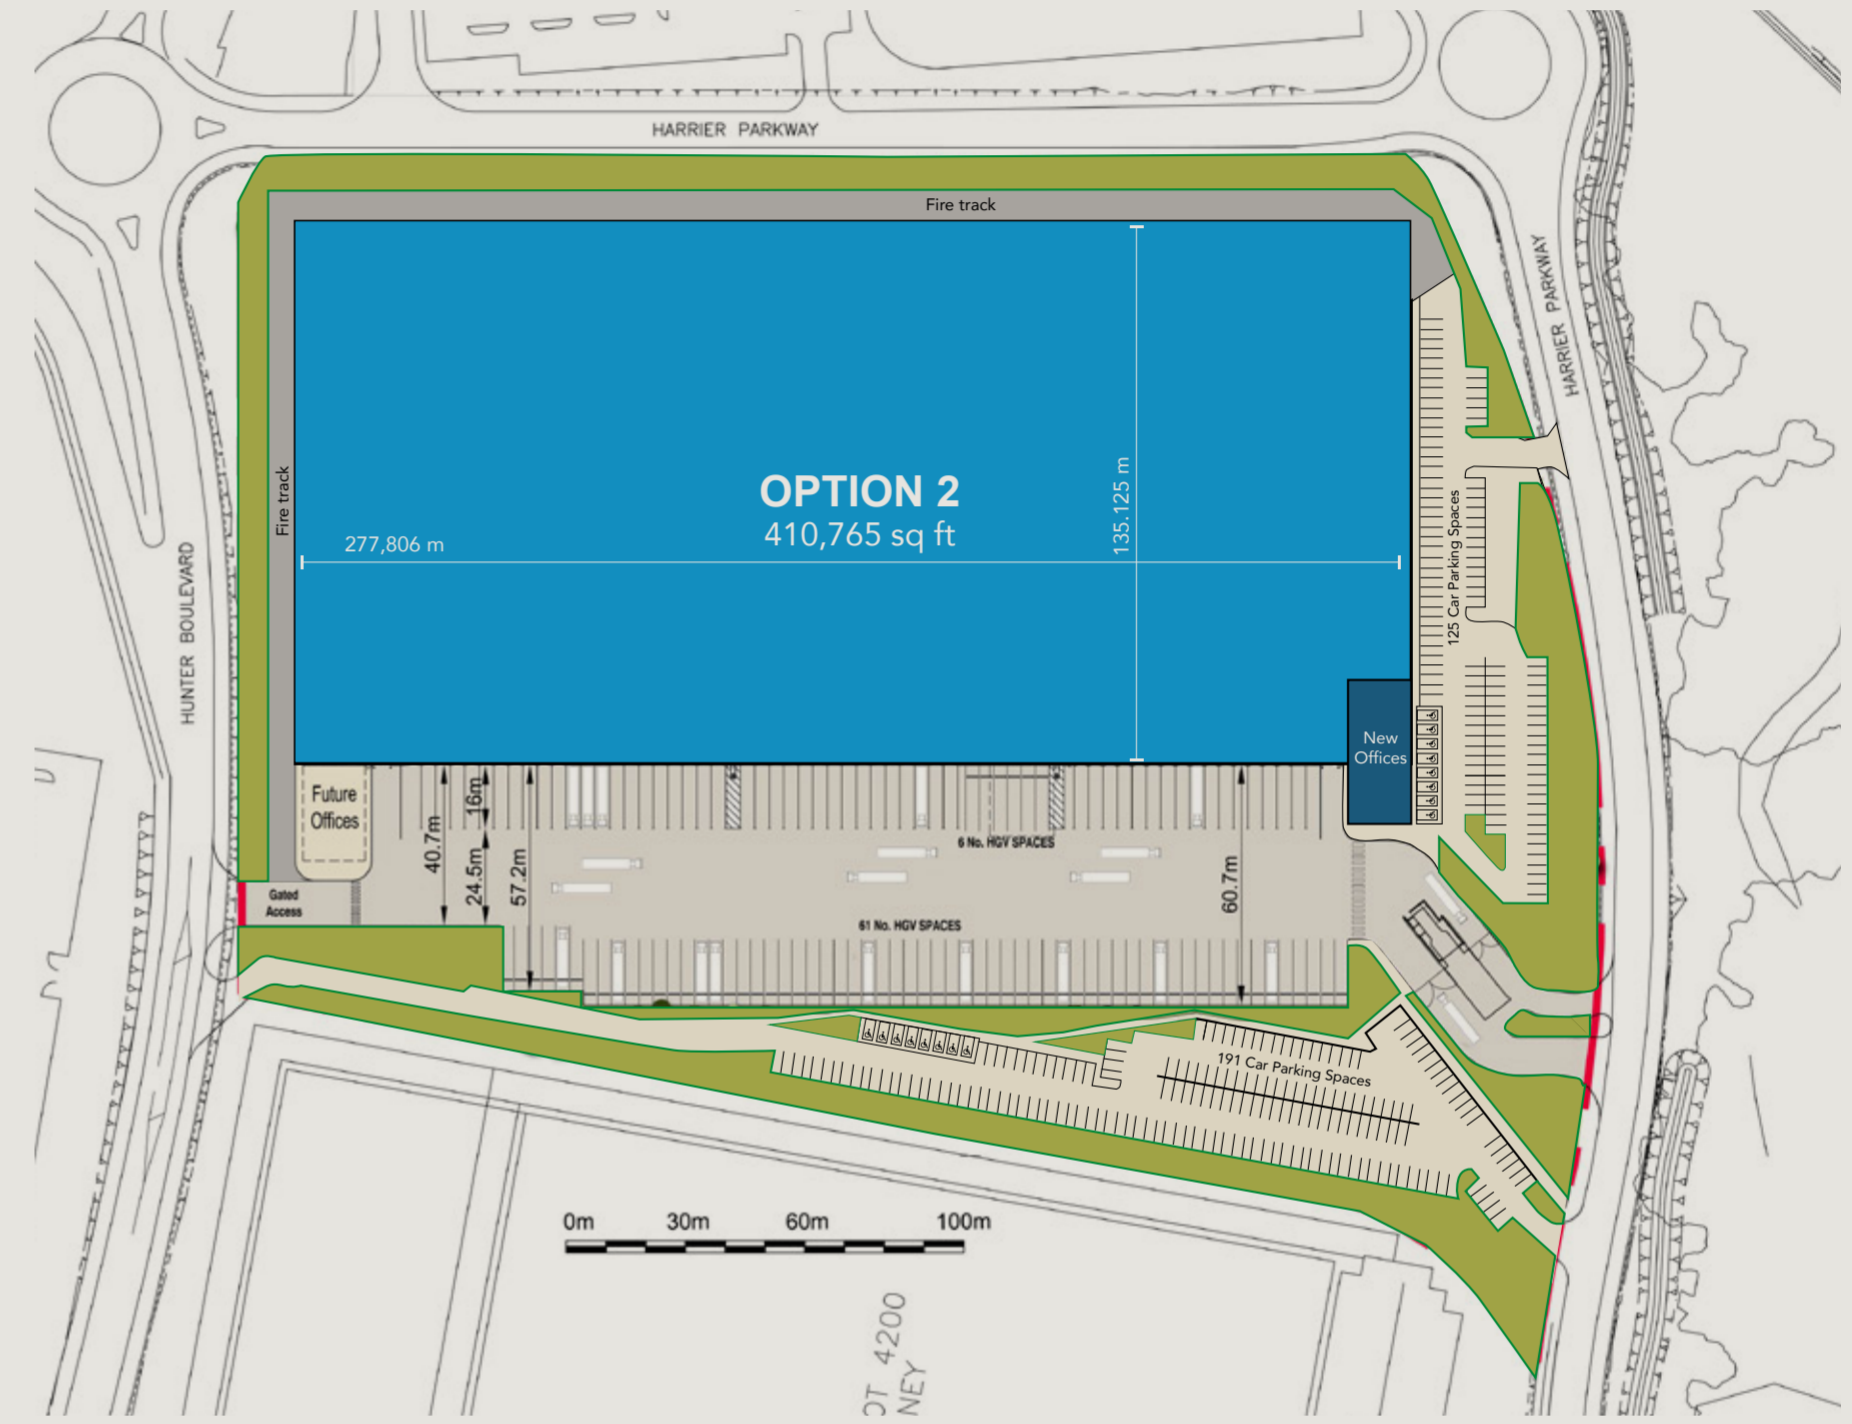 HARRIER PARKWAY
Fire track
HARRIER PARKWAY
Fire track
OPTION 2
410,765 sq ft
277,806 m
135.125 m
125 Car Parking Spaces
HUNTER BOULEVARD
New
Offices
Future
Offices
16m
40.7m
24.5m
57.2m
60.7m
6 No. HGV SPACES
61 No. HGV SPACES
Gated
Access
191 Car Parking Spaces
0m 30m 60m 100m
OT 4200
NEY